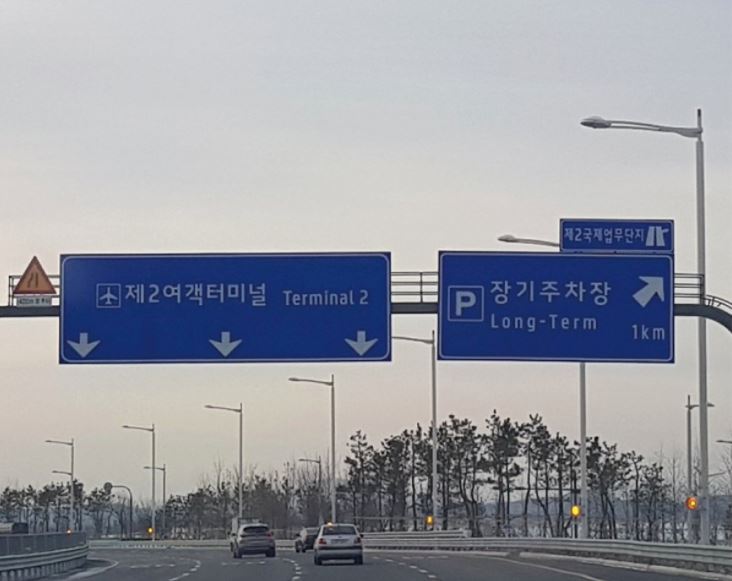 제2여객터미널 Terminal 2
제2국제업무단지
P 장기주차장
Long-Term
1km